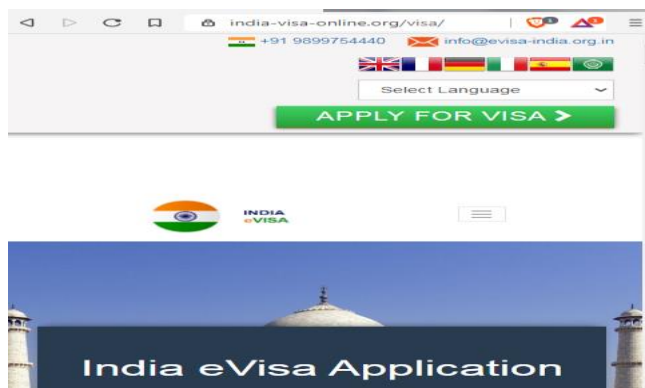 india-visa-online.org/visa/
+91 9899754440 info@evisa-india.org.in
Select Language
APPLY FOR VISA
INDIA
eVISA
India eVisa Application